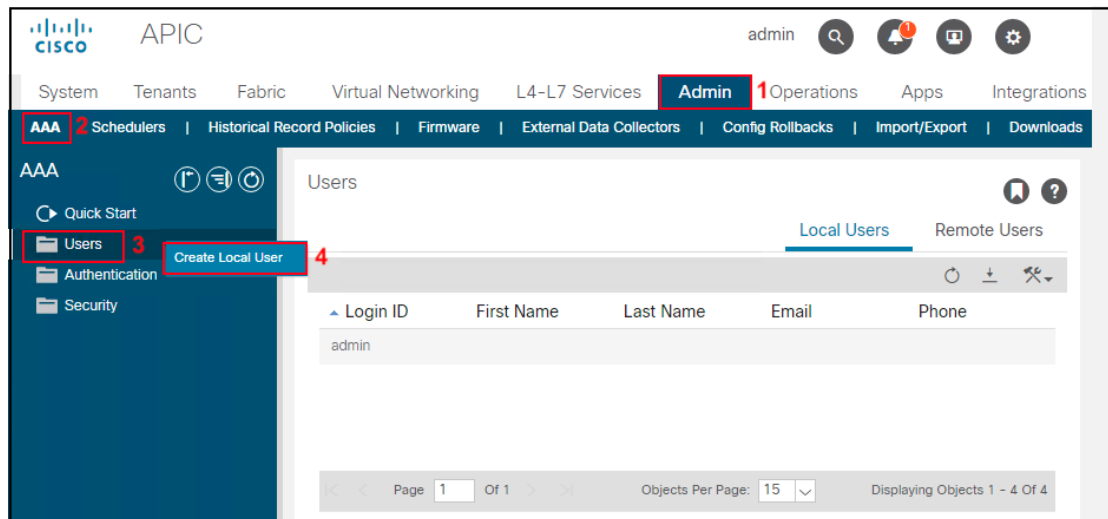 CISCO APIC admin 1
System Tenants Fabric Virtual Networking L4-L7 Services Admin 1 Operations Apps Integrations
AAA 2 Schedulers | Historical Record Policies | Firmware | External Data Collectors | Config Rollbacks | Import/Export | Downloads
AAA
Quick Start
Users 3
Create Local User 4
Authentication
Security
Users
Local Users Remote Users
Login ID First Name Last Name Email Phone
admin
Page 1 Of 1 Objects Per Page: 15 Displaying Objects 1 - 4 Of 4